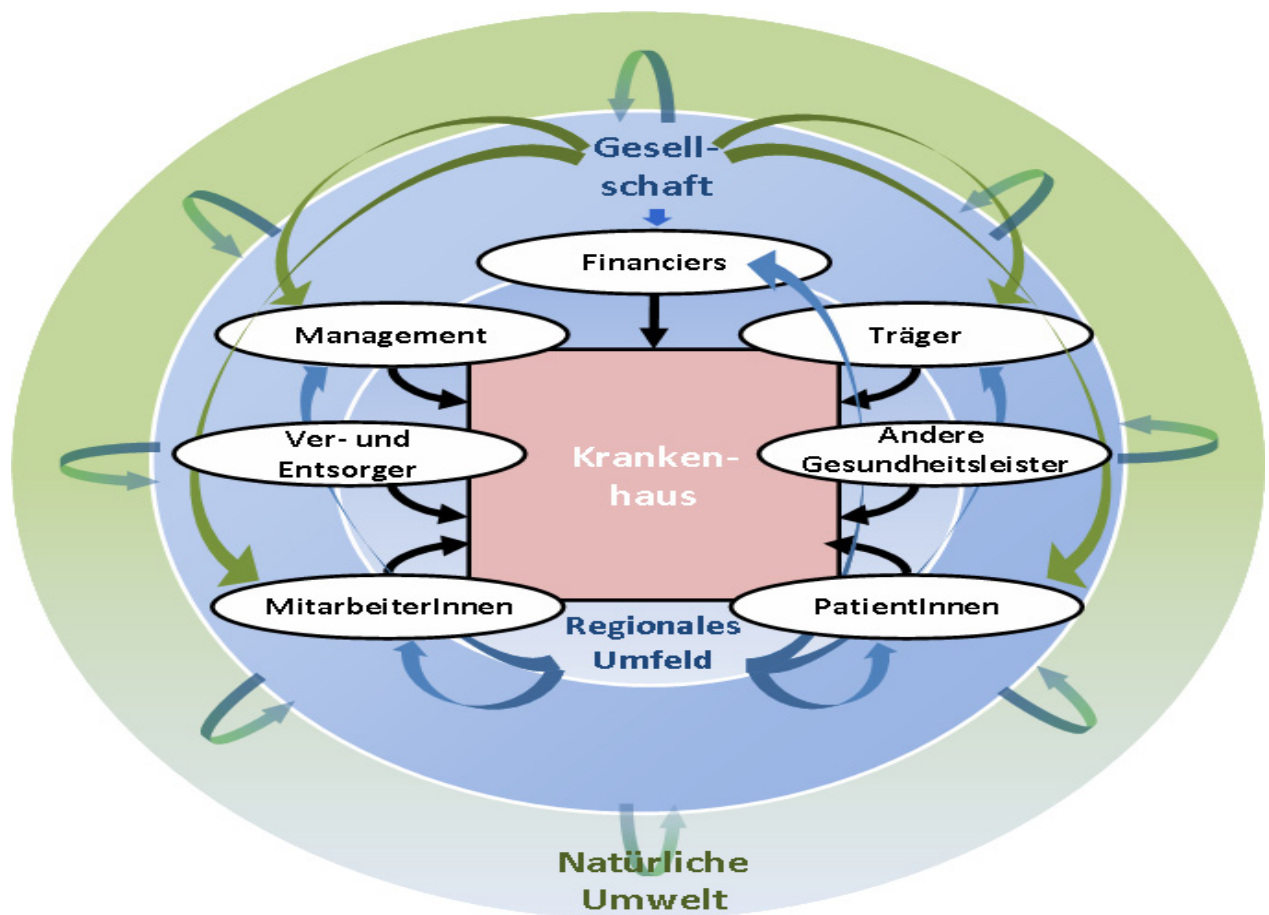 Gesell-
schaft
Financiers
Management
Träger
Ver- und
Entsorger
Kranken-
haus
Andere
Gesundheitsleister
MitarbeiterInnen
PatientInnen
Regionales
Umfeld
Natürliche
Umwelt